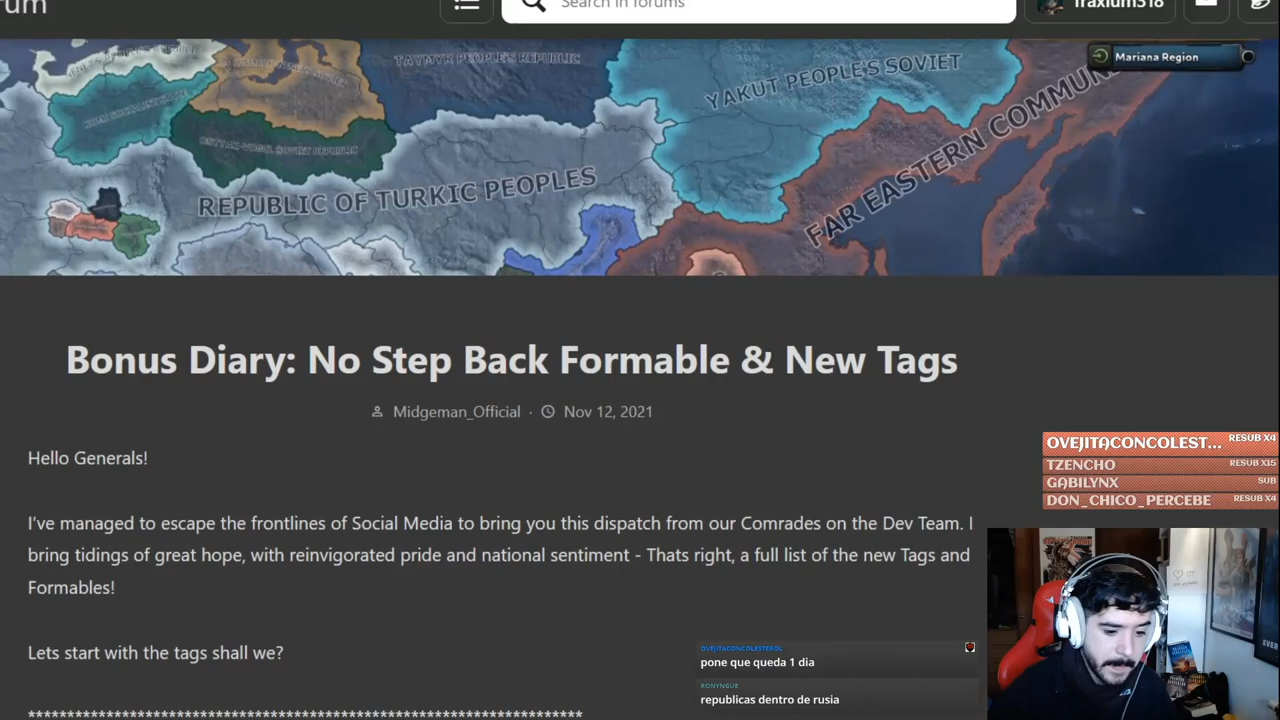 rum
Search in forums
fraxium318
Mariana Region
TAYMYR PEOPLE'S REPUBLIC
YAKUT PEOPLE'S SOVIET
FAR EASTERN COMMUN
REPUBLIC OF TURKIC PEOPLES
Bonus Diary: No Step Back Formable & New Tags
Midgeman_Official · Nov 12, 2021
Hello Generals!
I've managed to escape the frontlines of Social Media to bring you this dispatch from our Comrades on the Dev Team. I
bring tidings of great hope, with reinvigorated pride and national sentiment - Thats right, a full list of the new Tags and
Formables!
Lets start with the tags shall we?
***********************************************************************
OVEJITACONCOLEST... RESUB X4
TZENCHO RESUB X15
GABILYNX SUB
DON_CHICO_PERCEBE RESUB X4
OVEJITACONCOLESTEROL
pone que queda 1 dia
RONYNGUE
republicas dentro de rusia